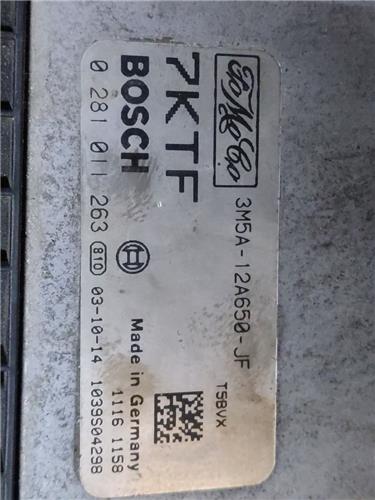 FoMoCo
3M5A-12A650-JF
7KTF
T5BVX
BOSCH
Made in Germany
1116 1158
0 281 011 263 810 03-10-14 1039S04298